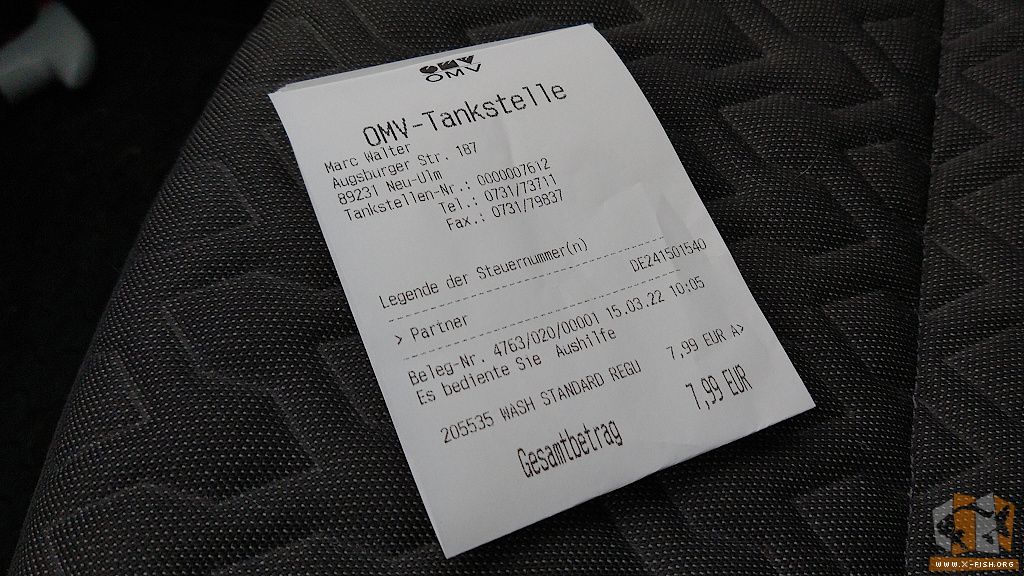 OMV
OMV
OMV-Tankstelle
Marc Walter
Augsburger Str. 187
89231 Neu-Ulm
Tankstellen-Nr.: 0000007612
Tel.: 0731/73711
Fax.: 0731/79837
Legende der Steuernummer(n)
> Partner DE241501540
Beleg-Nr. 4763/020/00001 15.03.22 10:05
Es bediente Sie Aushilfe
205535 WASH STANDARD REGU 7,99 EUR A>
Gesamtbetrag 7,99 EUR
WWW.X-FISH.ORG